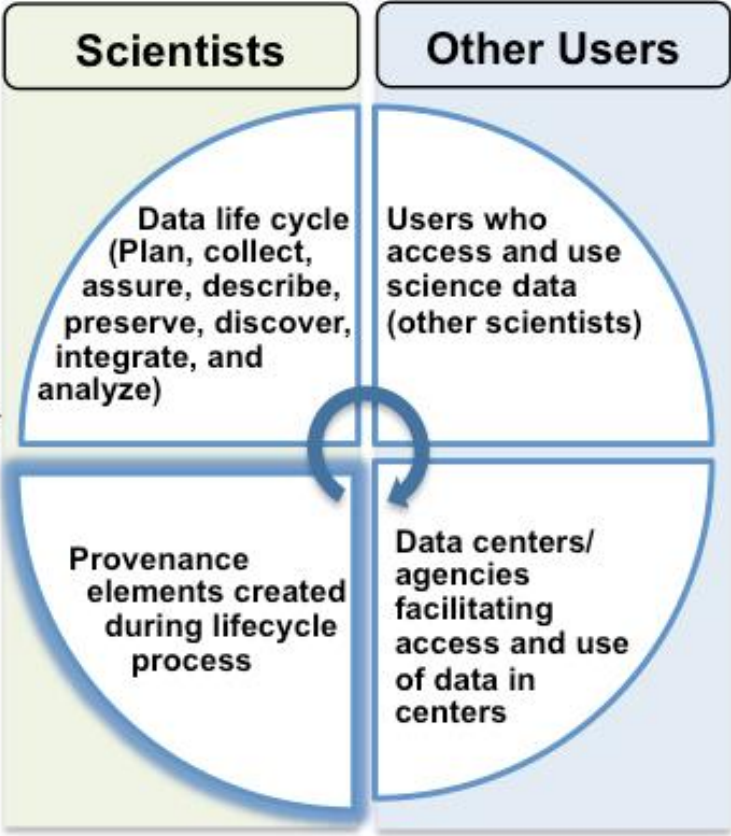 Scientists
Other Users
Data life cycle
(Plan, collect,
assure, describe,
preserve, discover,
integrate, and
analyze)
Users who
access and use
science data
(other scientists)
Provenance
elements created
during lifecycle
process
Data centers/
agencies
facilitating
access and use
of data in
centers